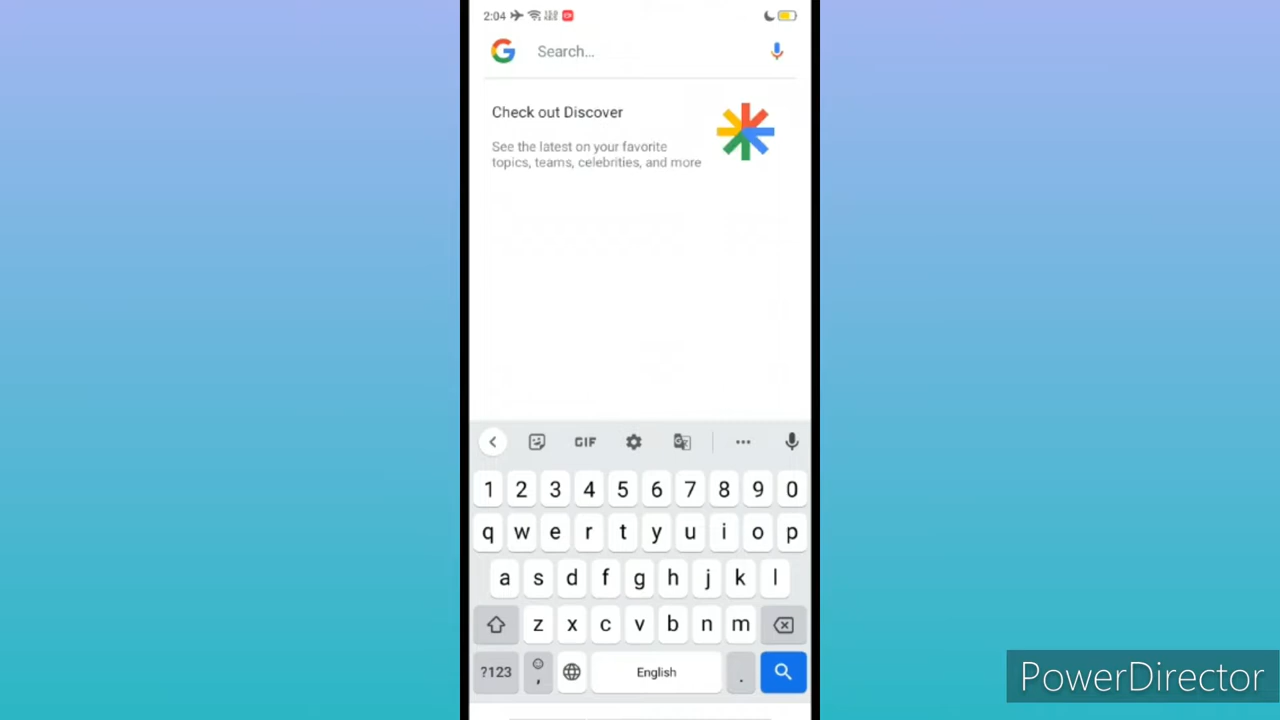 2:04
Search...
Check out Discover
See the latest on your favorite
topics, teams, celebrities, and more
GIF
1 2 3 4 5 6 7 8 9 0
q w e r t y u i o p
a s d f g h j k l
z x c v b n m
?123 , English .
PowerDirector